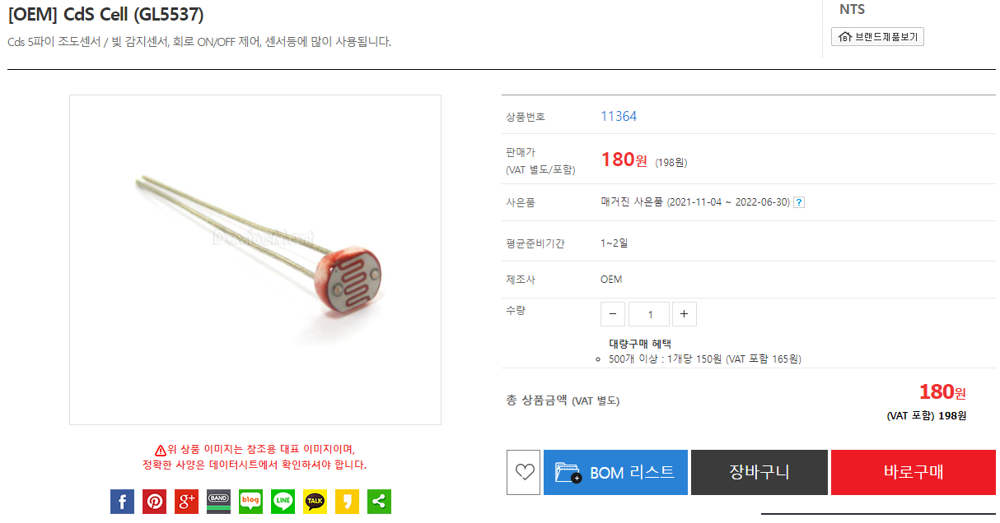 [OEM] CdS Cell (GL5537)
Cds 5파이 조도센서 / 빛 감지센서, 회로 ON/OFF 제어, 센서등에 많이 사용됩니다.
NTS
브랜드제품보기
DeviceMart
위 상품 이미지는 참조용 대표 이미지이며,
정확한 사양은 데이터시트에서 확인하셔야 합니다.
f
g+
BAND
blog
LINE
TALK
상품번호 11364
판매가
(VAT 별도/포함) 180원 (198원)
사은품 매거진 사은품 (2021-11-04 ~ 2022-06-30) ?
평균준비기간 1~2일
제조사 OEM
수량 − 1 +
대량구매 혜택
500개 이상 : 1개당 150원 (VAT 포함 165원)
총 상품금액 (VAT 별도) 180원
(VAT 포함) 198원
BOM 리스트 장바구니 바로구매